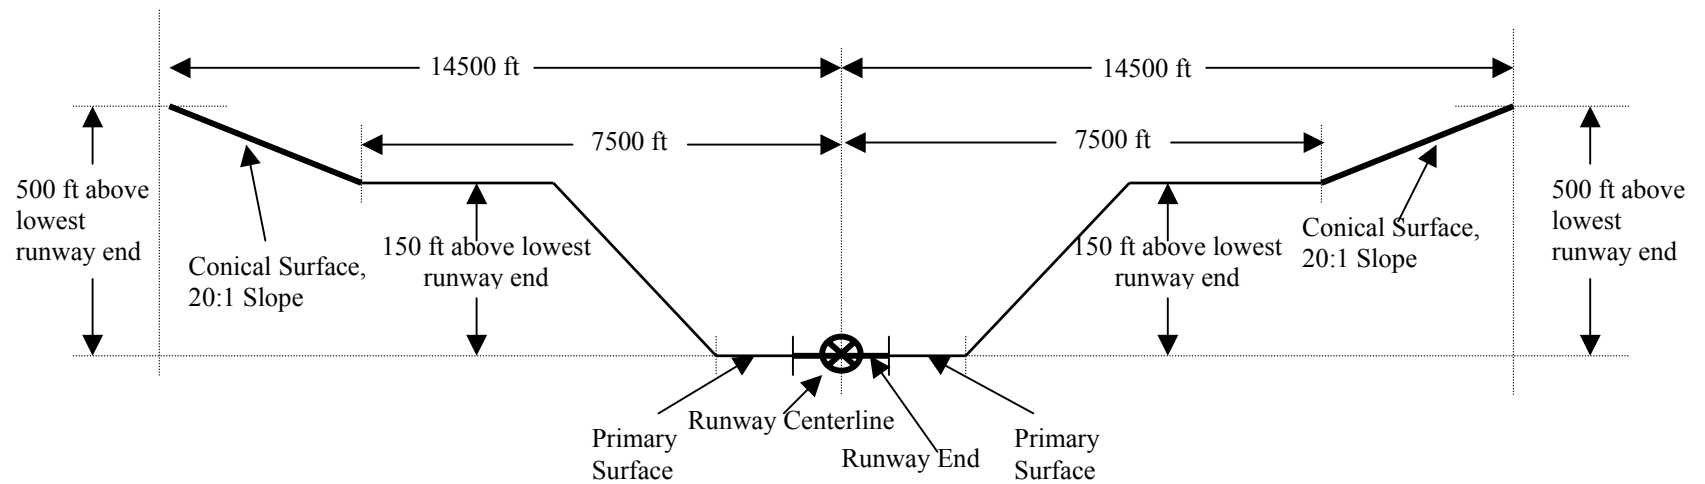 14500 ft
14500 ft
7500 ft
7500 ft
500 ft above
lowest
runway end
Conical Surface,
20:1 Slope
150 ft above lowest
runway end
150 ft above lowest
runway end
Conical Surface,
20:1 Slope
500 ft above
lowest
runway end
Primary
Surface
Runway Centerline
Runway End
Primary
Surface